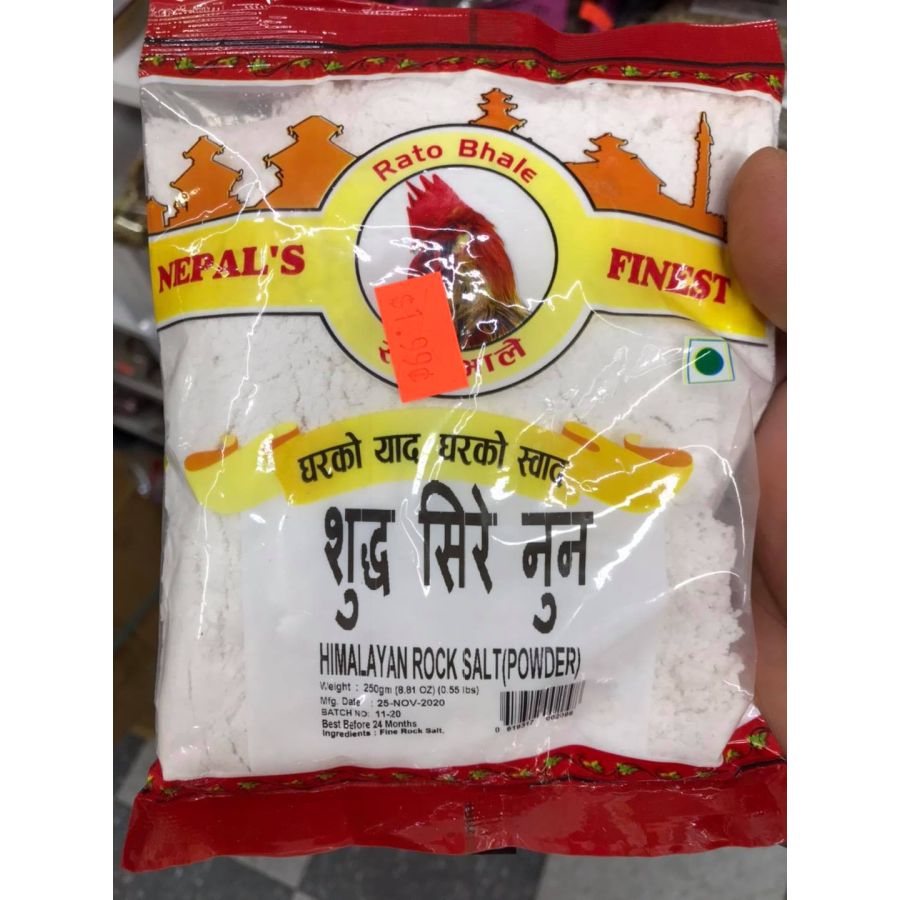 Rato Bhale
NEPAL'S
FINEST
$1.99¢
भाले
घरको याद घरको स्वाद
शुद्ध सिरे नुन
HIMALAYAN ROCK SALT(POWDER)
Weight : 250gm (8.81 OZ) (0.55 lbs)
Mfg. Date : 25-NOV-2020
BATCH NO: 11-20
Best Before 24 Months
Ingredients : Fine Rock Salt.